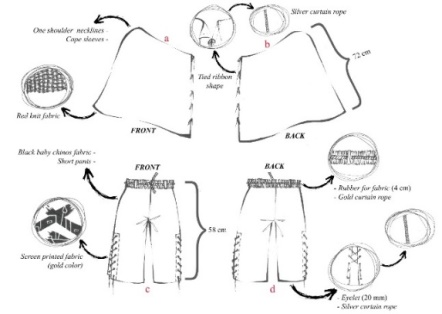 One shoulder necklines -
Cape sleeves -
a
b
Silver curtain rope
72 cm
Tied ribbon
shape
Red knit fabric
FRONT
BACK
Black baby chinos fabric -
Short pants -
FRONT
BACK
- Rubber for fabric (4 cm)
- Gold curtain rope
58 cm
Screen printed fabric
(gold color)
c
d
- Eyelet (20 mm)
- Silver curtain rope